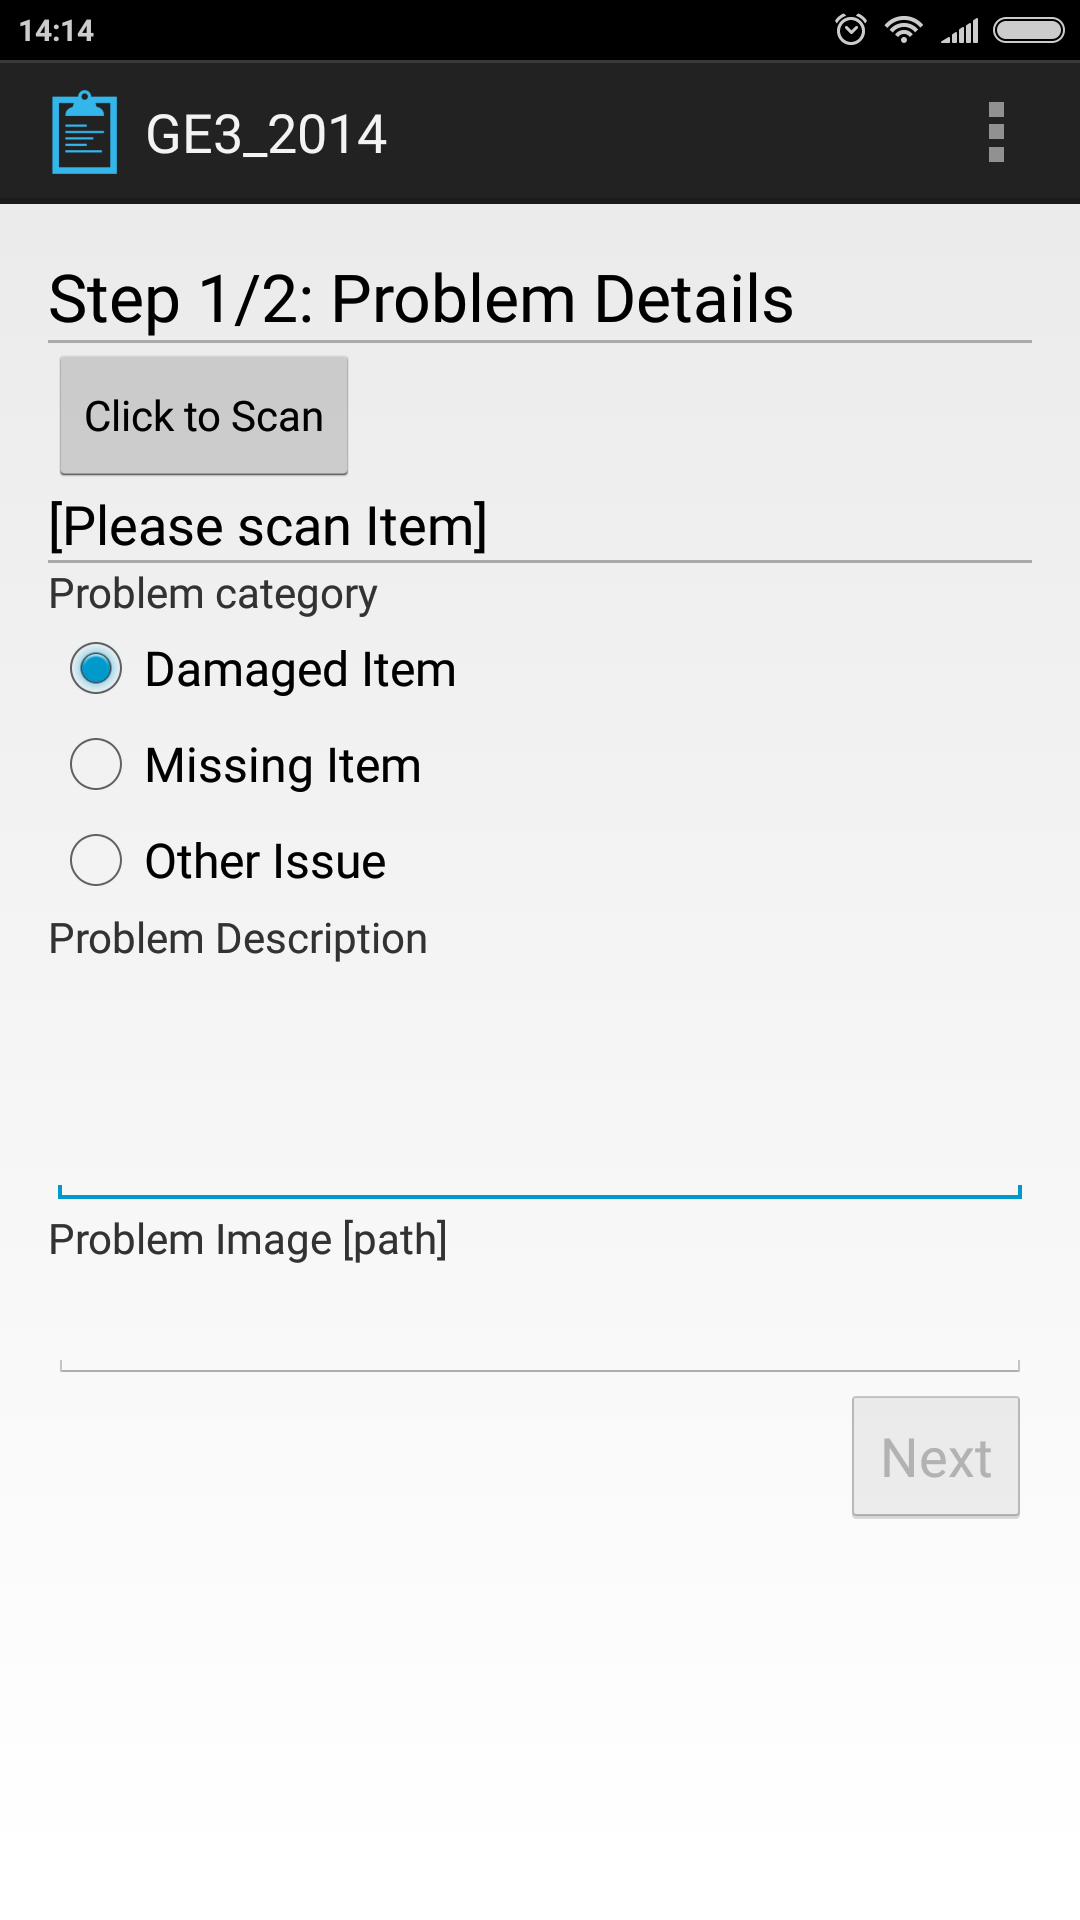 14:14
GE3_2014
Step 1/2: Problem Details
Click to Scan
[Please scan Item]
Problem category
Damaged Item
Missing Item
Other Issue
Problem Description
Problem Image [path]
Next